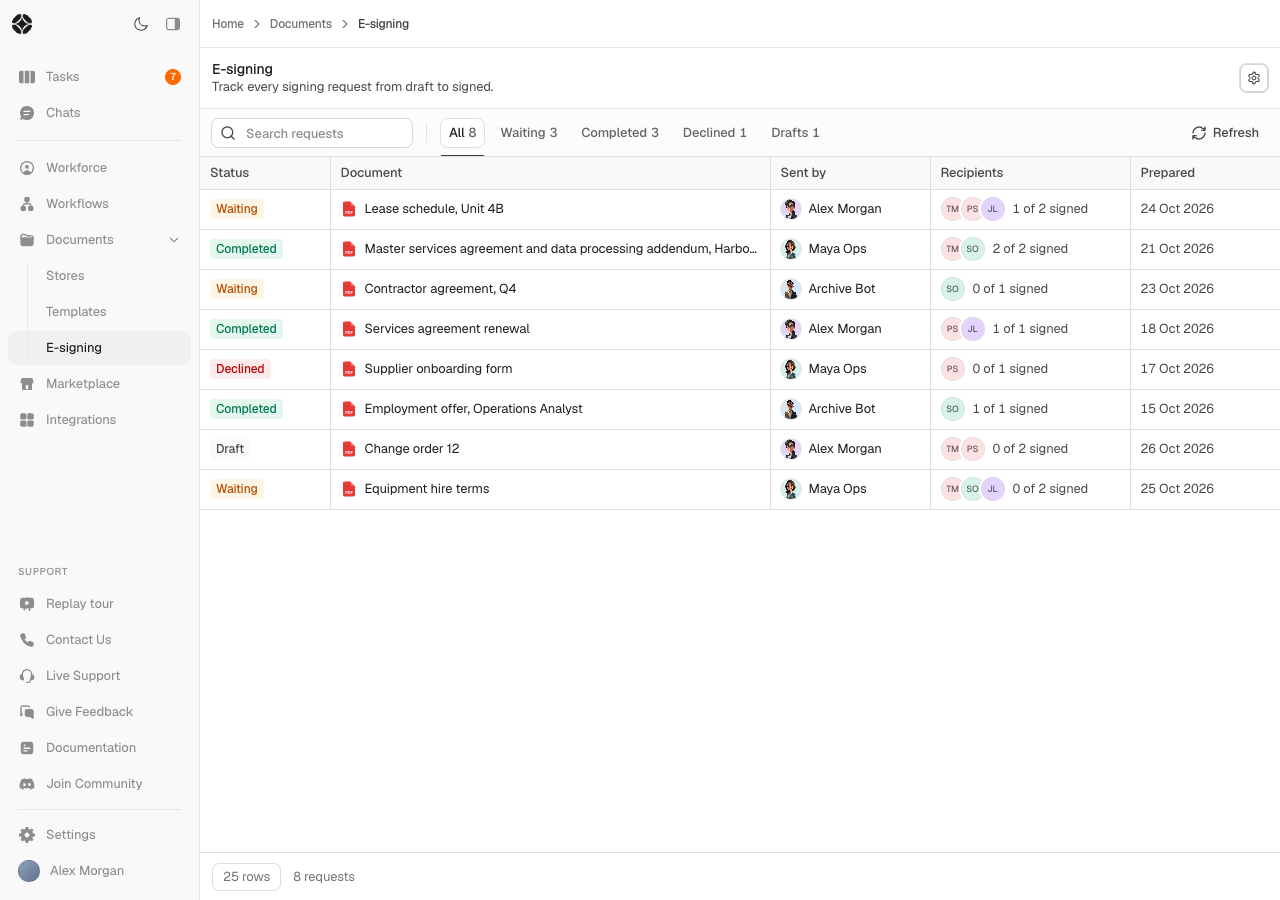 Home
Documents
E-signing
Tasks
7
Chats
Workforce
Workflows
Documents
Stores
Templates
E-signing
Marketplace
Integrations
SUPPORT
Replay tour
Contact Us
Live Support
Give Feedback
Documentation
Join Community
Settings
Alex Morgan
E-signing
Track every signing request from draft to signed.
Search requests
All 8
Waiting 3
Completed 3
Declined 1
Drafts 1
Refresh
Status Document Sent by Recipients Prepared
Waiting PDF Lease schedule, Unit 4B Alex Morgan TM PS JL 1 of 2 signed 24 Oct 2026
Completed PDF Master services agreement and data processing addendum, Harbo… Maya Ops TM SO 2 of 2 signed 21 Oct 2026
Waiting PDF Contractor agreement, Q4 Archive Bot SO 0 of 1 signed 23 Oct 2026
Completed PDF Services agreement renewal Alex Morgan PS JL 1 of 1 signed 18 Oct 2026
Declined PDF Supplier onboarding form Maya Ops PS 0 of 1 signed 17 Oct 2026
Completed PDF Employment offer, Operations Analyst Archive Bot SO 1 of 1 signed 15 Oct 2026
Draft PDF Change order 12 Alex Morgan TM PS 0 of 2 signed 26 Oct 2026
Waiting PDF Equipment hire terms Maya Ops TM SO JL 0 of 2 signed 25 Oct 2026
25 rows
8 requests